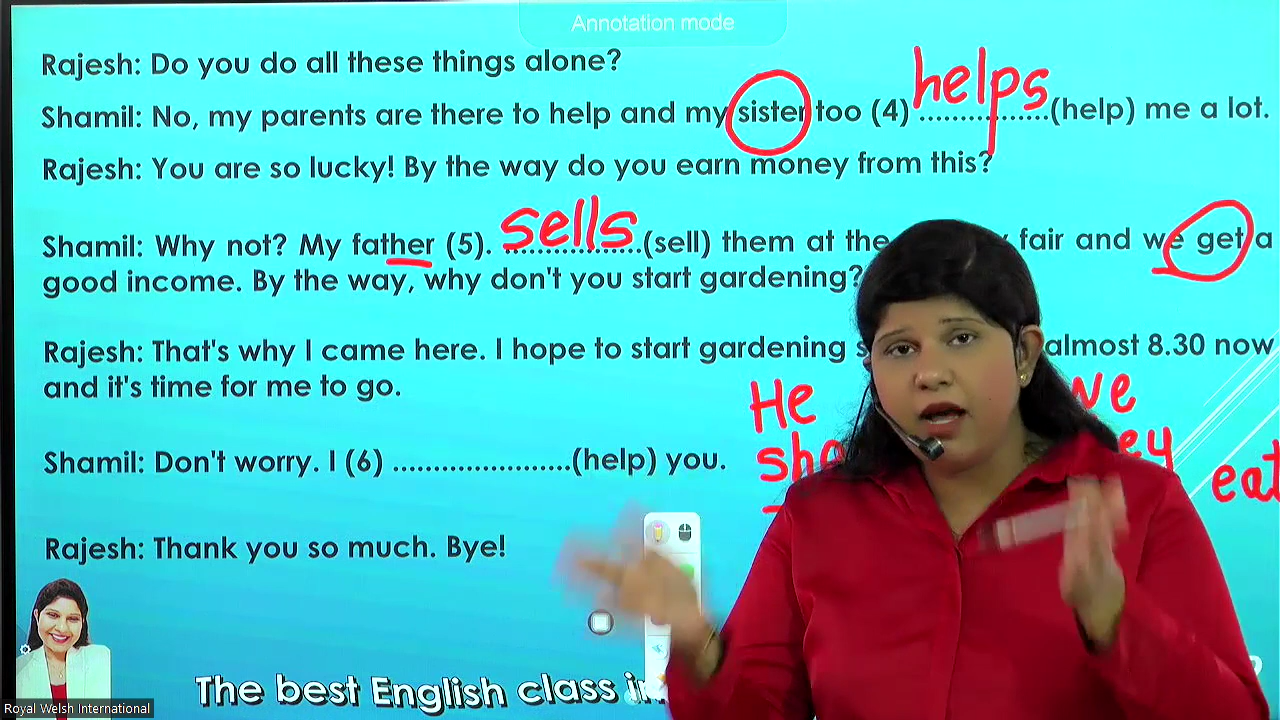 Annotation mode
Rajesh: Do you do all these things alone?
Shamil: No, my parents are there to help and my sister too (4) helps ..................(help) me a lot.
Rajesh: You are so lucky! By the way do you earn money from this?
Shamil: Why not? My father (5). sells ..................(sell) them at the fair and we get a
good income. By the way, why don't you start gardening?
Rajesh: That's why I came here. I hope to start gardening almost 8.30 now
and it's time for me to go.
He we
Shamil: Don't worry. I (6) .......................(help) you.
eat
Rajesh: Thank you so much. Bye!
The best English class
Royal Welsh International